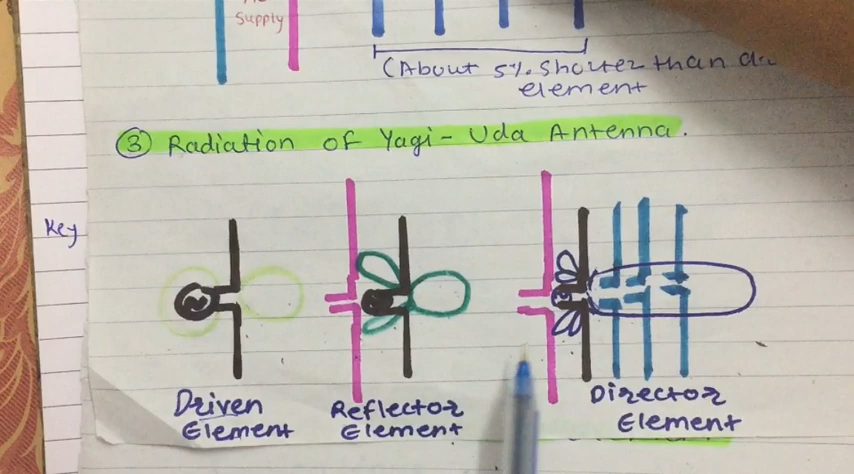 Supply
(About 5% shorter than
element
③ Radiation of Yagi-Uda Antenna.
Key
Driven
Element
Reflector
Element
Director
Element